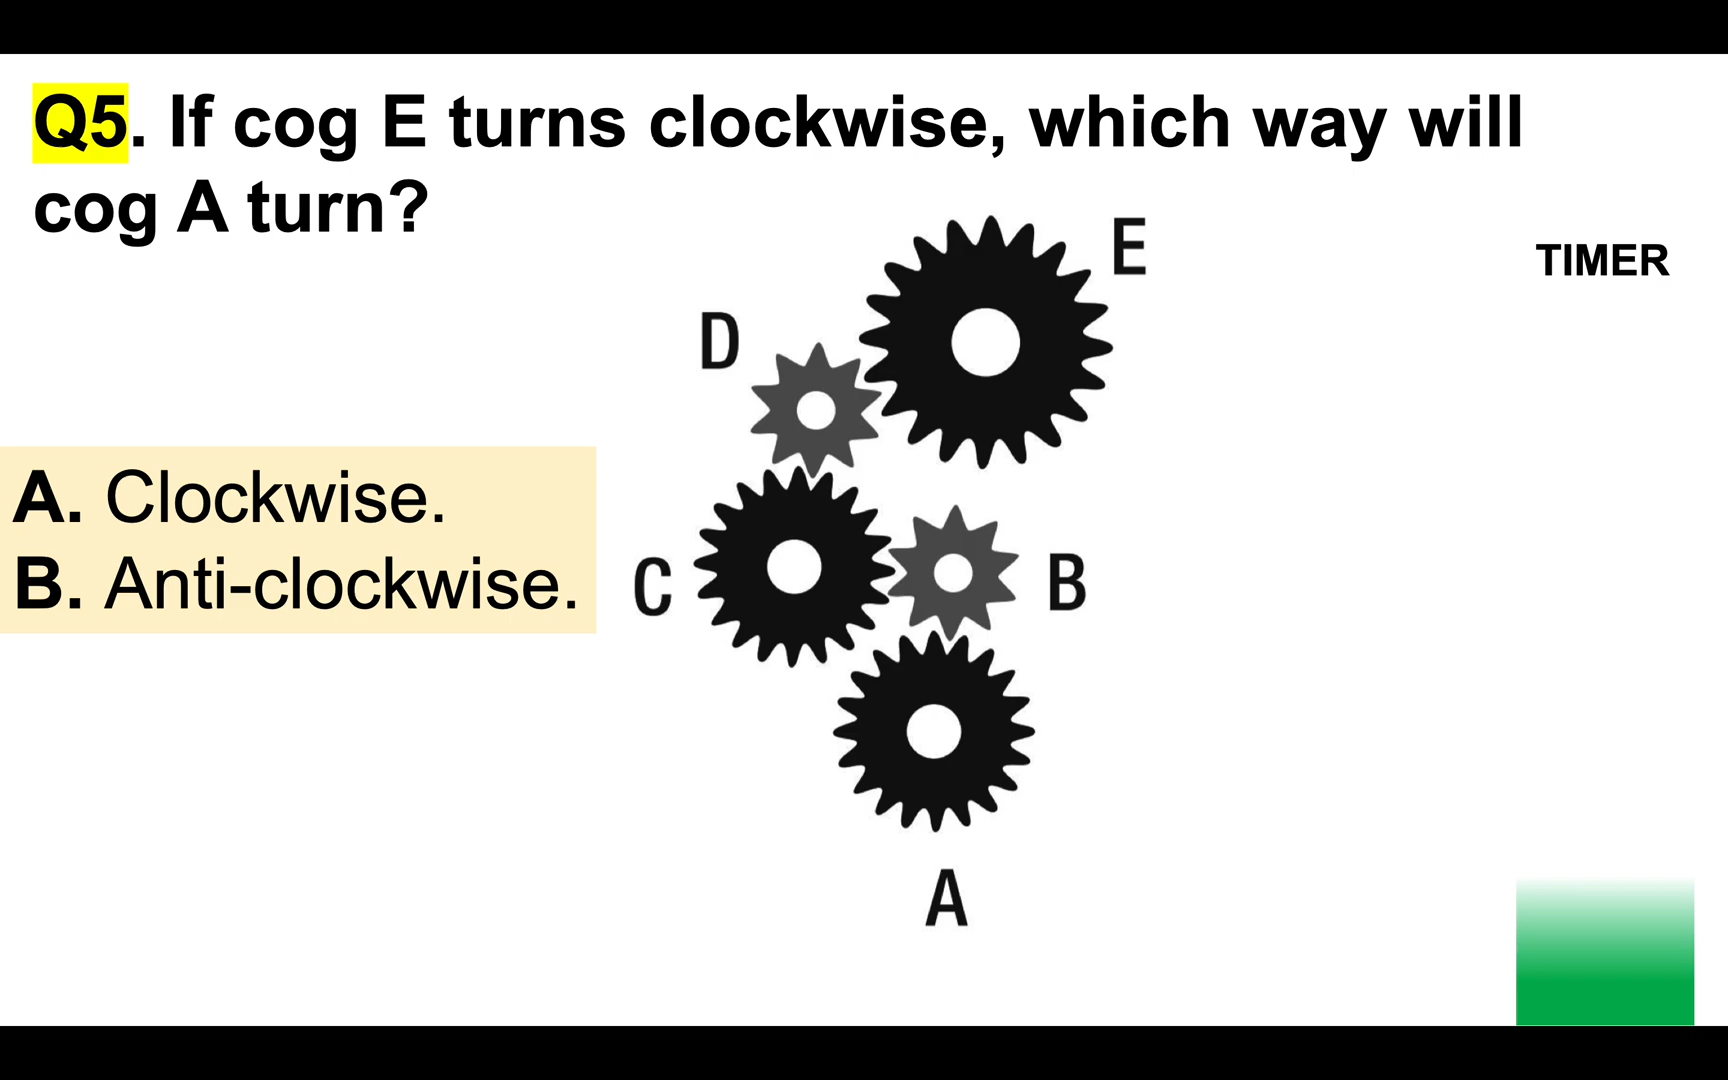 Q5. If cog E turns clockwise, which way will
cog A turn?
E
TIMER
D
A. Clockwise.
B. Anti-clockwise.
C
B
A